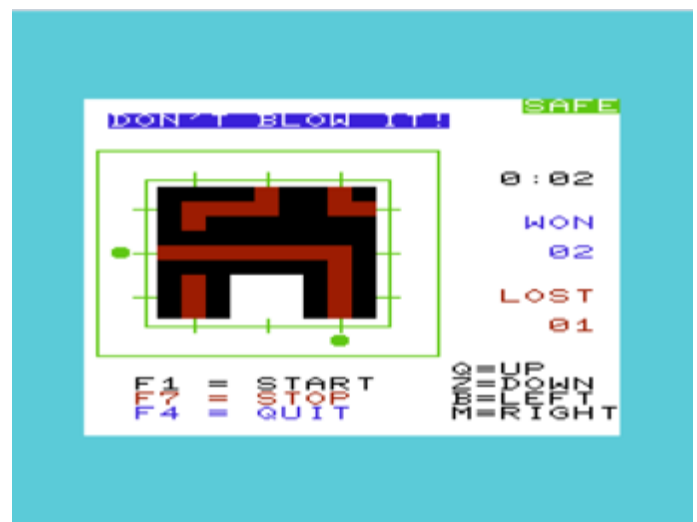 SAFE
DON'T BLOW IT!
0:02
WON
02
LOST
01
F1 = START
F7 = STOP
F4 = QUIT
Q=UP
Z=DOWN
B=LEFT
M=RIGHT